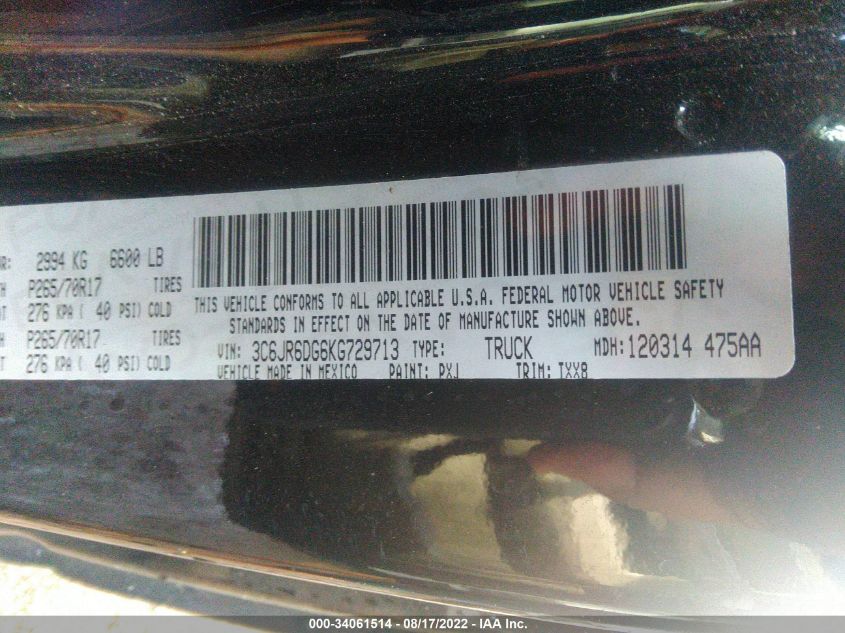 R: 2994 KG 6600 LB
P265/70R17 TIRES
276 KPA ( 40 PSI) COLD
P265/70R17 TIRES
276 KPA ( 40 PSI) COLD
THIS VEHICLE CONFORMS TO ALL APPLICABLE U.S.A. FEDERAL MOTOR VEHICLE SAFETY
STANDARDS IN EFFECT ON THE DATE OF MANUFACTURE SHOWN ABOVE.
VIN: 3C6JR6DG6KG729713 TYPE: TRUCK MDH: 120314 475AA
VEHICLE MADE IN MEXICO PAINT: PXJ TRIM: TXX8
000-34061514 - 08/17/2022 - IAA Inc.